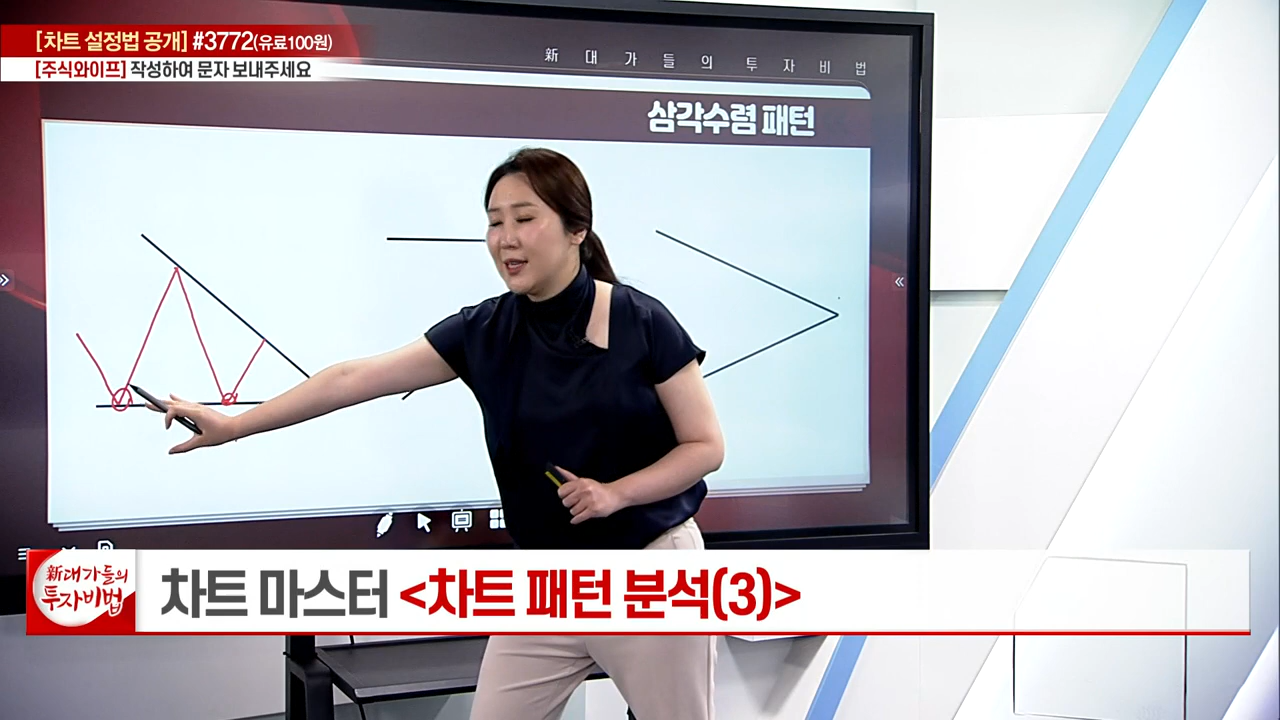 [차트 설정법 공개] #3772(유료100원)
[주식와이프] 작성하여 문자 보내주세요
新 대 가 들 의 투 자 비 법
삼각수렴 패턴
新대가들의
투자비법
차트 마스터 <차트 패턴 분석(3)>